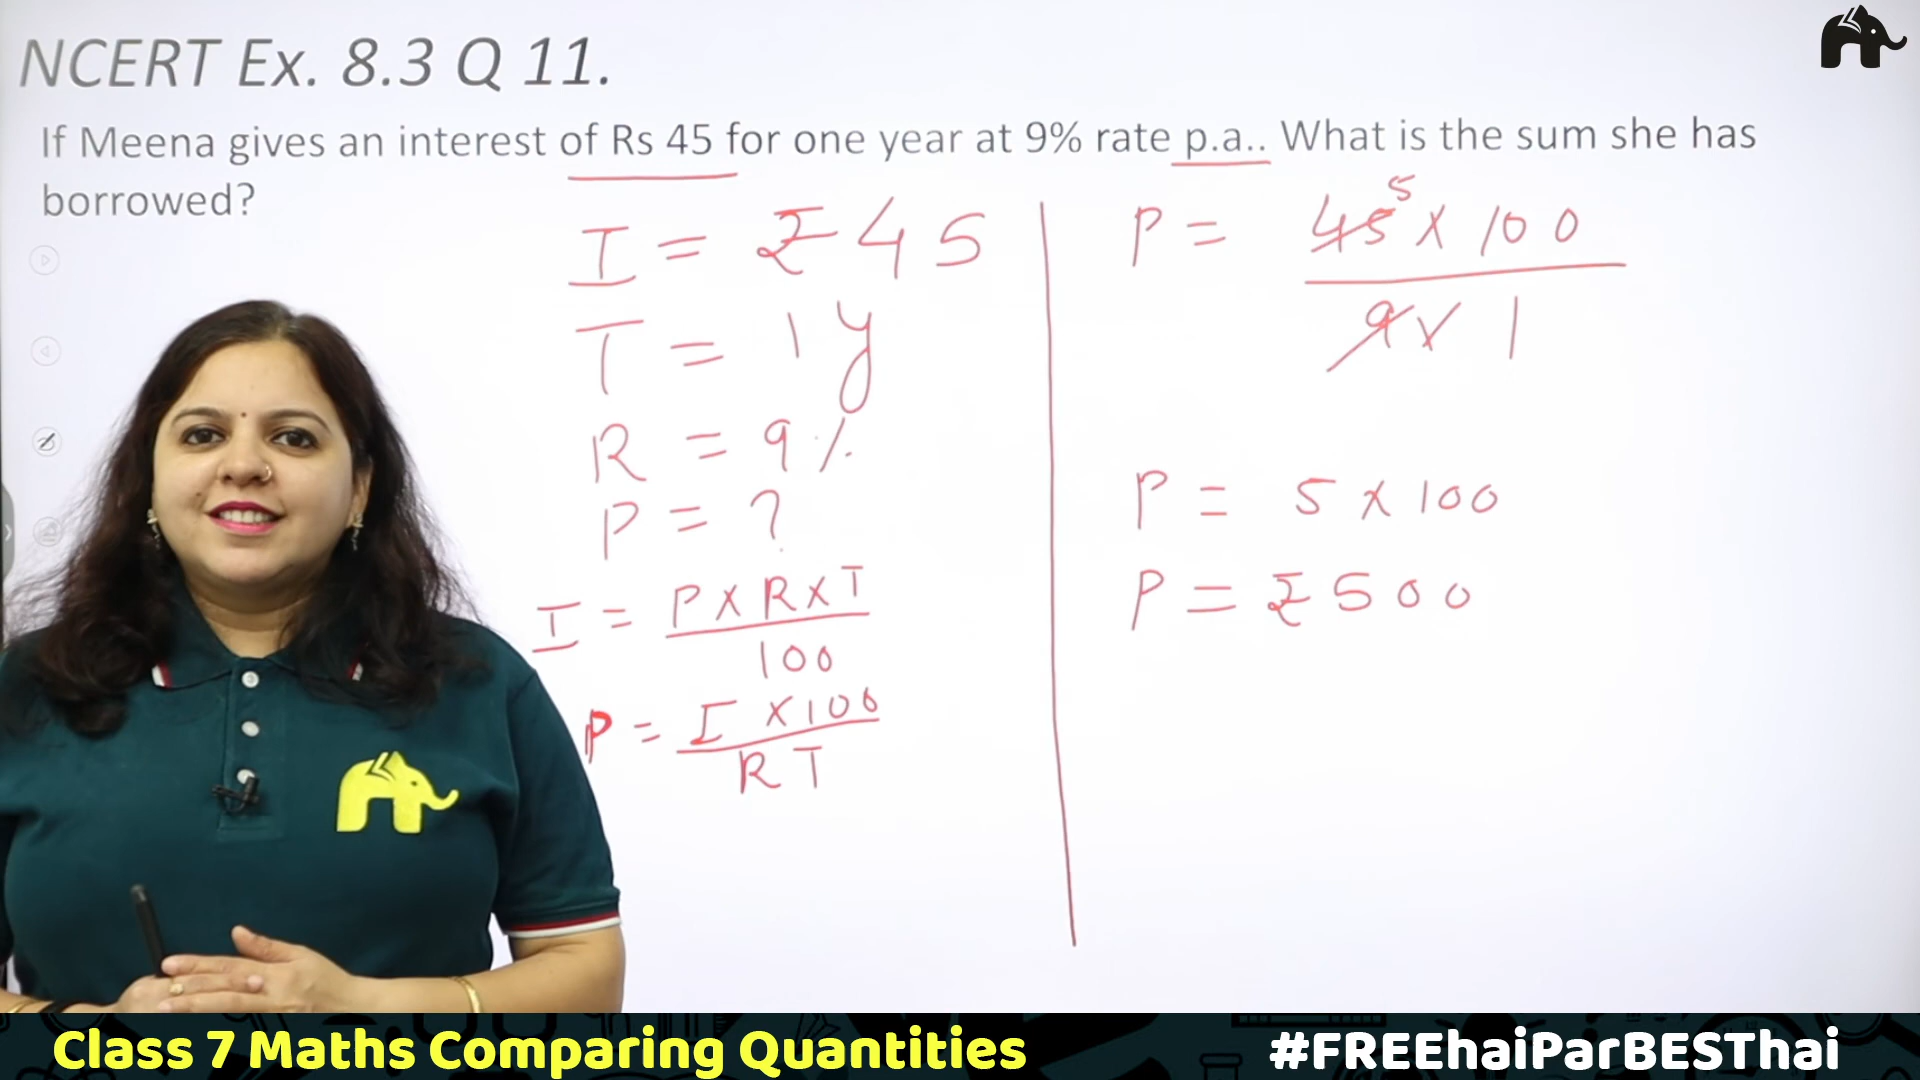 NCERT Ex. 8.3 Q 11.
If Meena gives an interest of Rs 45 for one year at 9% rate p.a.. What is the sum she has
borrowed?
I = ₹45
T = 1 y
R = 9%
P = ?
I = P X R X T
100
P = I X 100
R T
P = 45 5 X 100
9 X 1
P = 5 X 100
P = ₹500
Class 7 Maths Comparing Quantities
#FREEhaiParBESThai